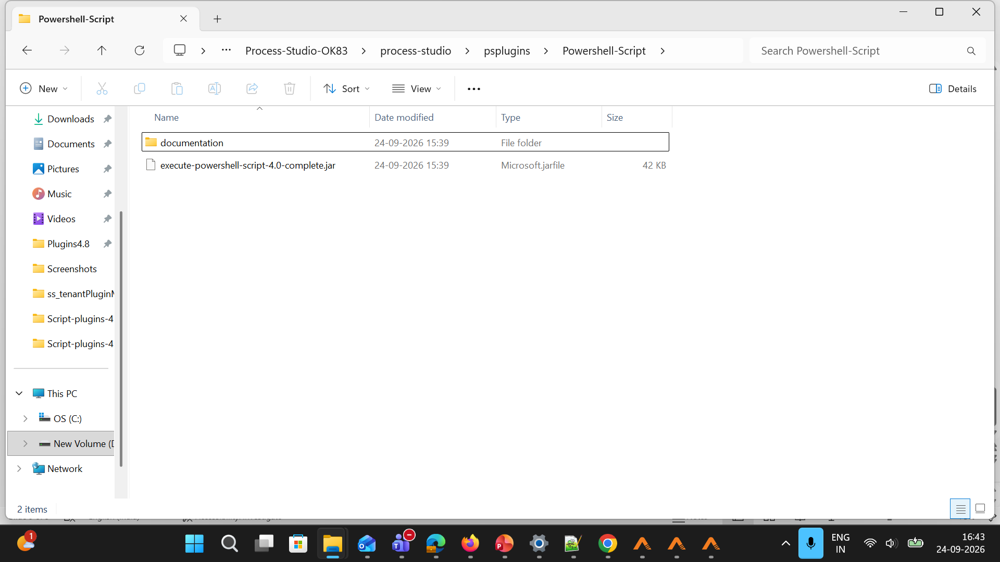 Powershell-Script
Process-Studio-OK83 process-studio psplugins Powershell-Script
Search Powershell-Script
New
Sort
View
Details
Name Date modified Type Size
documentation 24-09-2026 15:39 File folder
execute-powershell-script-4.0-complete.jar 24-09-2026 15:39 Microsoft.jarfile 42 KB
Downloads
Documents
Pictures
Music
Videos
Plugins4.8
Screenshots
ss_tenantPlugin
Script-plugins-4
Script-plugins-4
This PC
OS (C:)
New Volume (D
Network
2 items
1
ENG
IN
16:43
24-09-2026